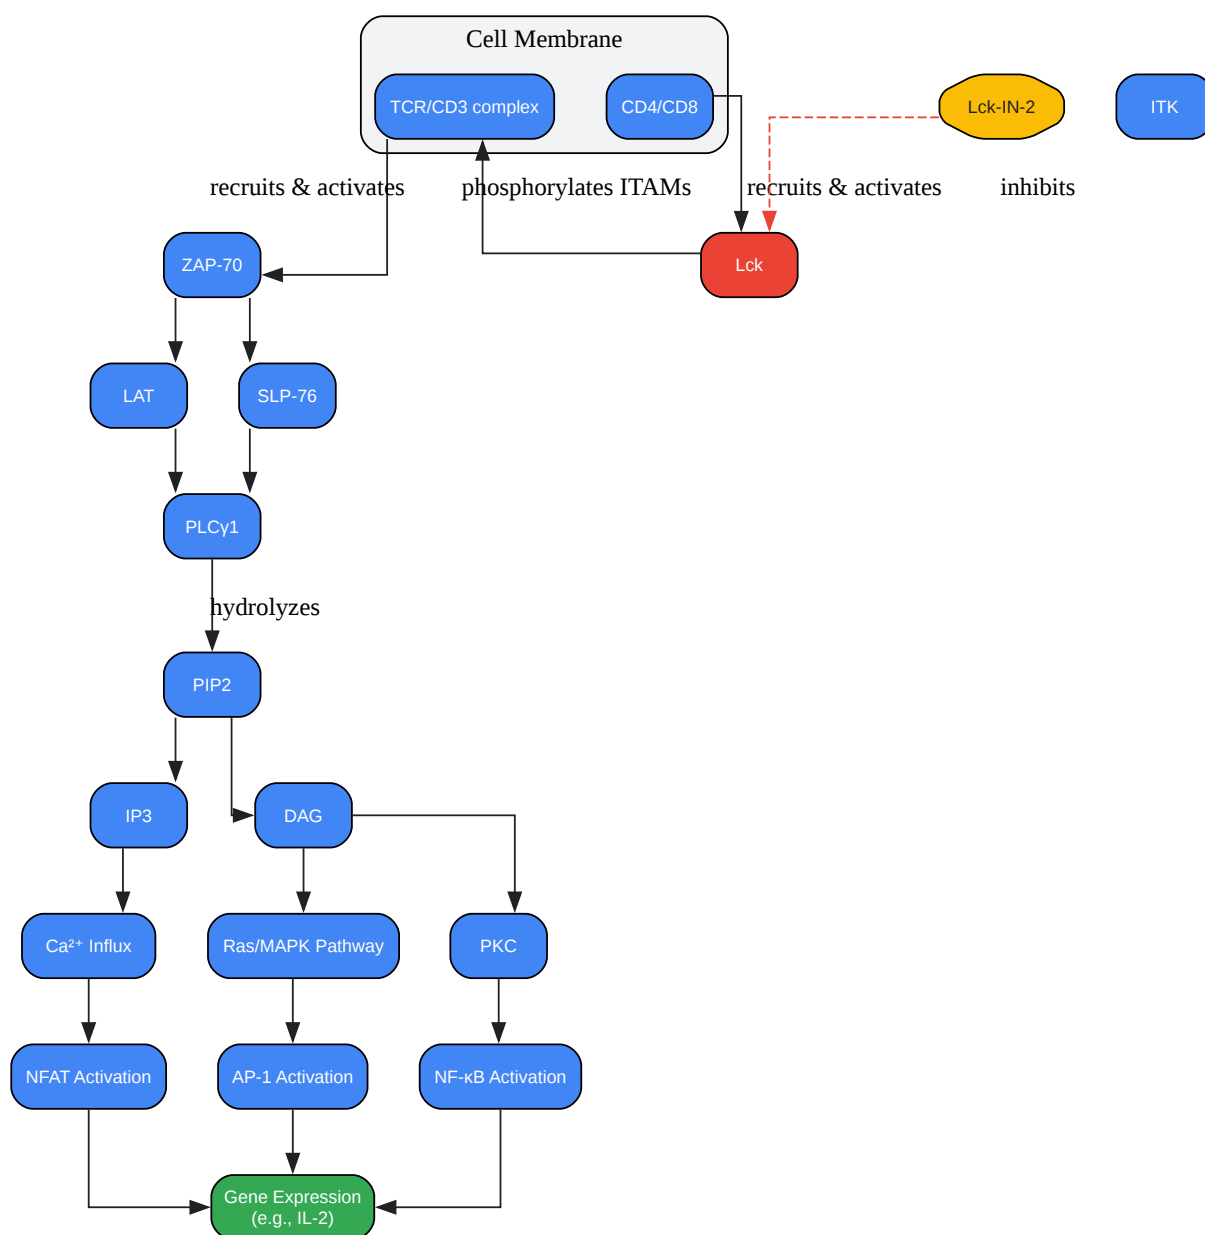 Cell Membrane
TCR/CD3 complex
CD4/CD8
Lck-IN-2
ITK
recruits & activates
phosphorylates ITAMs
recruits & activates
inhibits
ZAP-70
Lck
LAT
SLP-76
PLCγ1
hydrolyzes
PIP2
IP3
DAG
Ca²⁺ Influx
Ras/MAPK Pathway
PKC
NFAT Activation
AP-1 Activation
NF-κB Activation
Gene Expression
(e.g., IL-2)